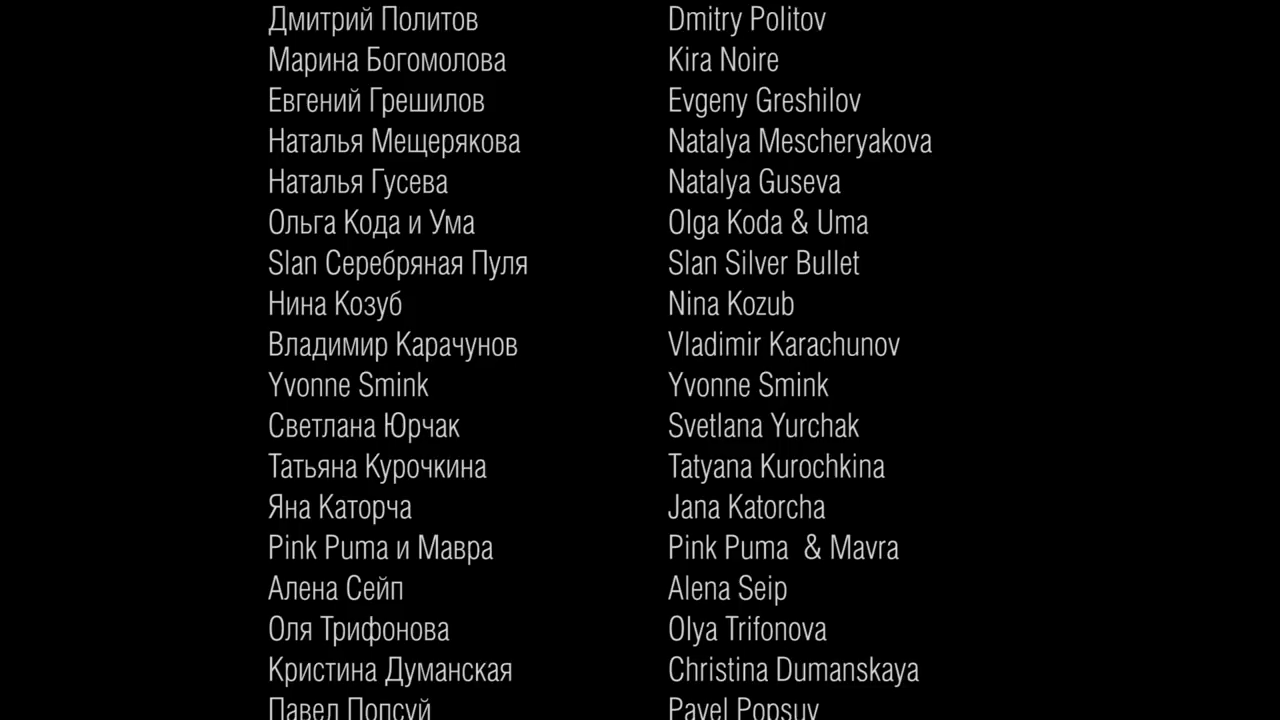 Дмитрий Политов Dmitry Politov
Марина Богомолова Kira Noire
Евгений Грешилов Evgeny Greshilov
Наталья Мещерякова Natalya Mescheryakova
Наталья Гусева Natalya Guseva
Ольга Кода и Ума Olga Koda & Uma
Slan Серебряная Пуля Slan Silver Bullet
Нина Козуб Nina Kozub
Владимир Карачунов Vladimir Karachunov
Yvonne Smink Yvonne Smink
Светлана Юрчак Svetlana Yurchak
Татьяна Курочкина Tatyana Kurochkina
Яна Каторча Jana Katorcha
Pink Puma и Мавра Pink Puma & Mavra
Алена Сейп Alena Seip
Оля Трифонова Olya Trifonova
Кристина Думанская Christina Dumanskaya
Павел Попсуй Pavel Popsuy